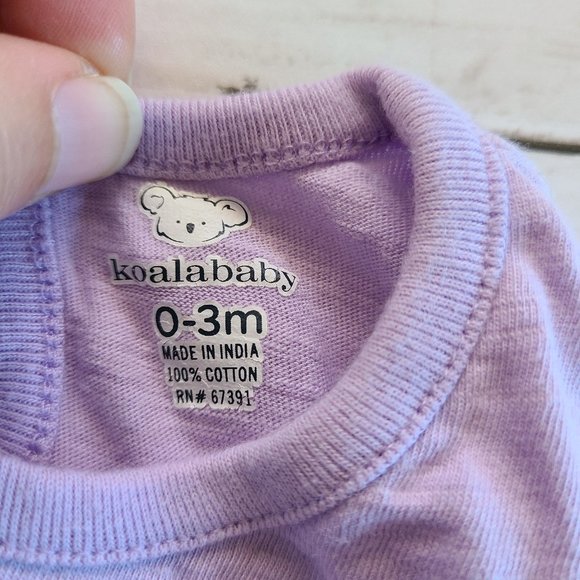 koalababy
0-3m
MADE IN INDIA
100% COTTON
RN# 67391